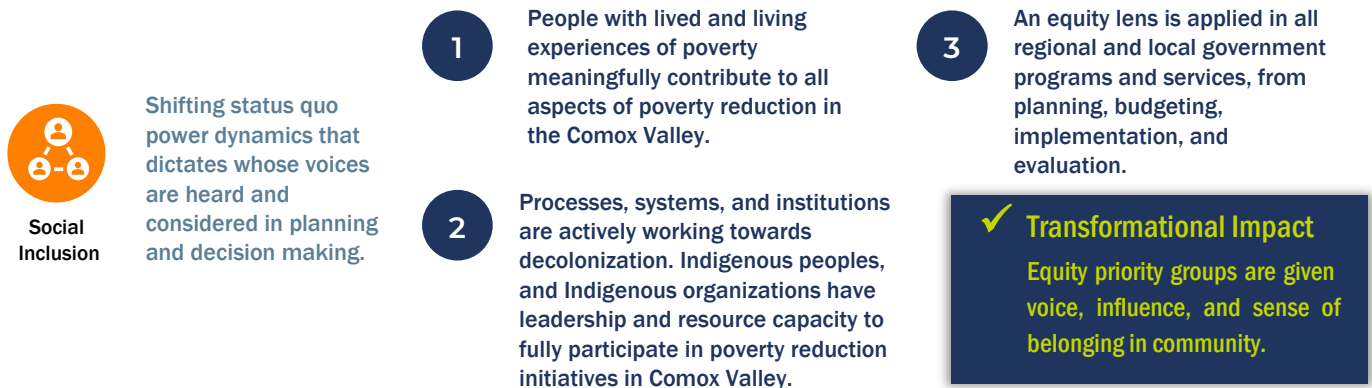 Social
Inclusion
Shifting status quo
power dynamics that
dictates whose voices
are heard and
considered in planning
and decision making.
1
People with lived and living
experiences of poverty
meaningfully contribute to all
aspects of poverty reduction in
the Comox Valley.
2
Processes, systems, and institutions
are actively working towards
decolonization. Indigenous peoples,
and Indigenous organizations have
leadership and resource capacity to
fully participate in poverty reduction
initiatives in Comox Valley.
3
An equity lens is applied in all
regional and local government
programs and services, from
planning, budgeting,
implementation, and
evaluation.
Transformational Impact
Equity priority groups are given
voice, influence, and sense of
belonging in community.